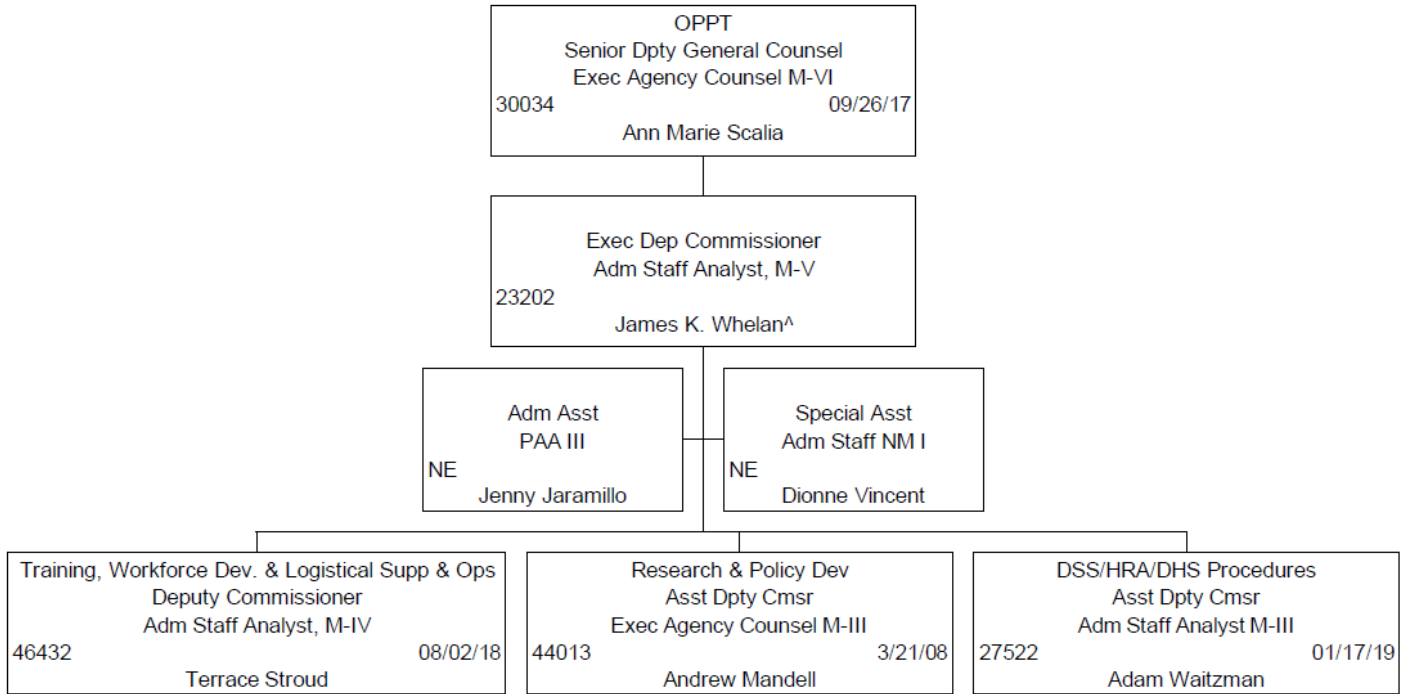 OPPT
Senior Dpty General Counsel
Exec Agency Counsel M-VI
30034 09/26/17
Ann Marie Scalia
Exec Dep Commissioner
Adm Staff Analyst, M-V
23202
James K. Whelan^
Adm Asst
PAA III
NE
Jenny Jaramillo
Special Asst
Adm Staff NM I
NE
Dionne Vincent
Training, Workforce Dev. & Logistical Supp & Ops
Deputy Commissioner
Adm Staff Analyst, M-IV
46432 08/02/18
Terrace Stroud
Research & Policy Dev
Asst Dpty Cmsr
Exec Agency Counsel M-III
44013 3/21/08
Andrew Mandell
DSS/HRA/DHS Procedures
Asst Dpty Cmsr
Adm Staff Analyst M-III
27522 01/17/19
Adam Waitzman